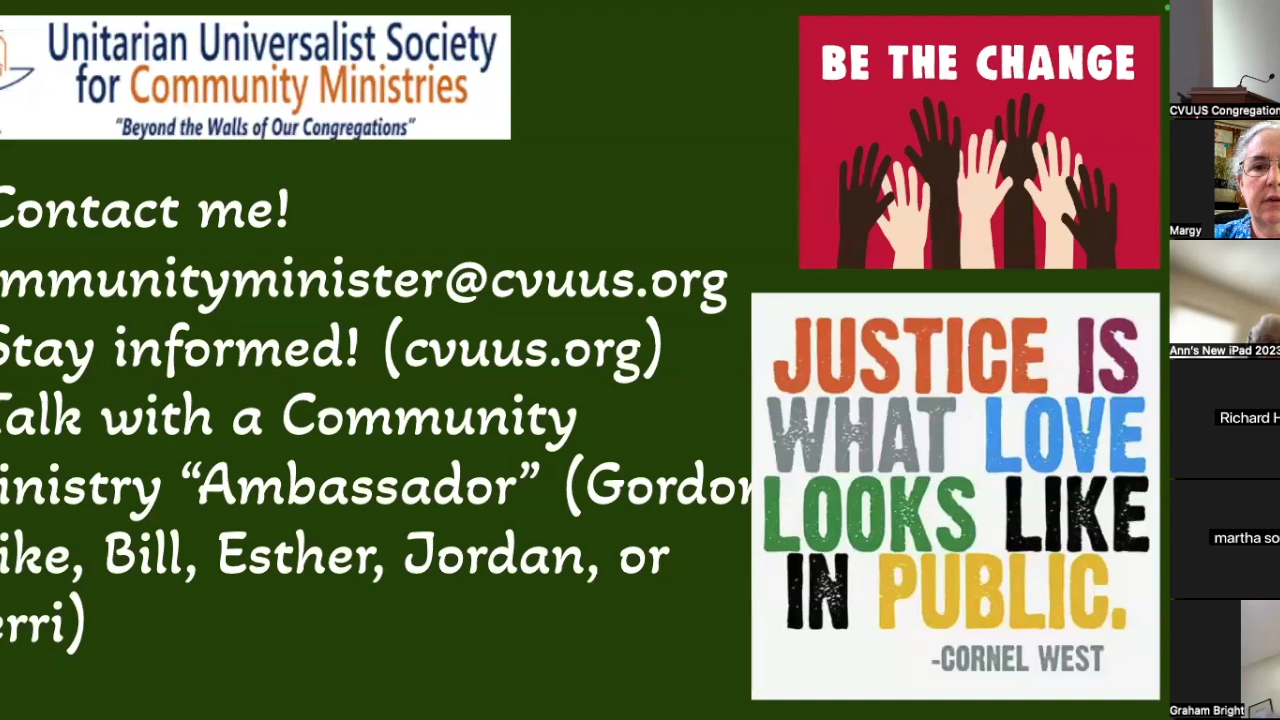 Unitarian Universalist Society
for Community Ministries
“Beyond the Walls of Our Congregations”
Contact me!
mmunityminister@cvuus.org
Stay informed! (cvuus.org)
Talk with a Community
inistry “Ambassador” (Gordon
ike, Bill, Esther, Jordan, or
erri)
BE THE CHANGE
JUSTICE IS
WHAT LOVE
LOOKS LIKE
IN PUBLIC.
-CORNEL WEST
CVUUS Congregation
Margy
Ann's New iPad 2023
Richard H
martha so
Graham Bright